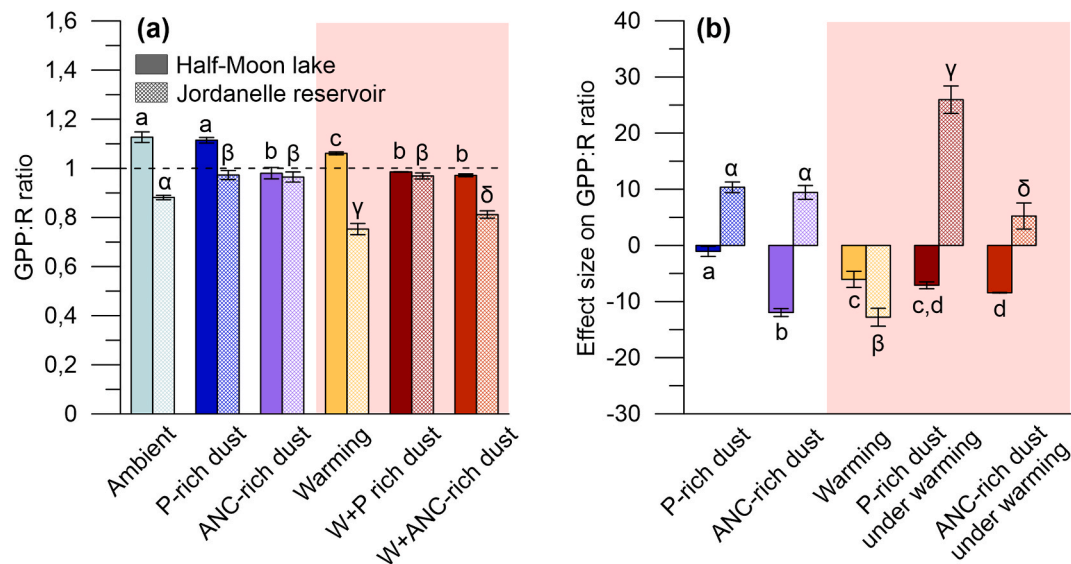 (a)
Half-Moon lake
Jordanelle reservoir
GPP:R ratio
1,6
1,4
1,2
1
0,8
0,6
0,4
0,2
0
a
α
a
β
b
β
c
γ
b
β
b
δ
Ambient
P-rich dust
ANC-rich dust
Warming
W+P rich dust
W+ANC-rich dust
(b)
Effect size on GPP:R ratio
40
30
20
10
0
-10
-20
-30
a
α
b
α
c
β
c,d
γ
d
δ
P-rich dust
ANC-rich dust
Warming
P-rich dust
under warming
ANC-rich dust
under warming